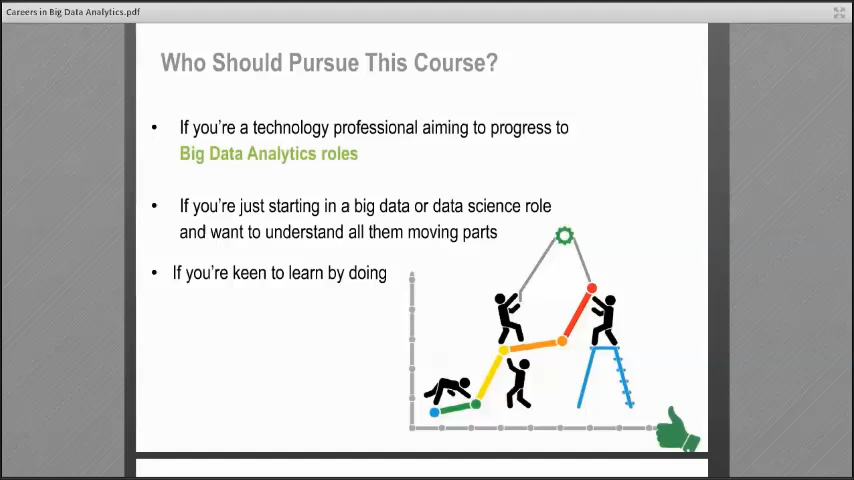 Careers in Big Data Analytics.pdf
Who Should Pursue This Course?
• If you're a technology professional aiming to progress to
Big Data Analytics roles
• If you're just starting in a big data or data science role
and want to understand all them moving parts
• If you're keen to learn by doing